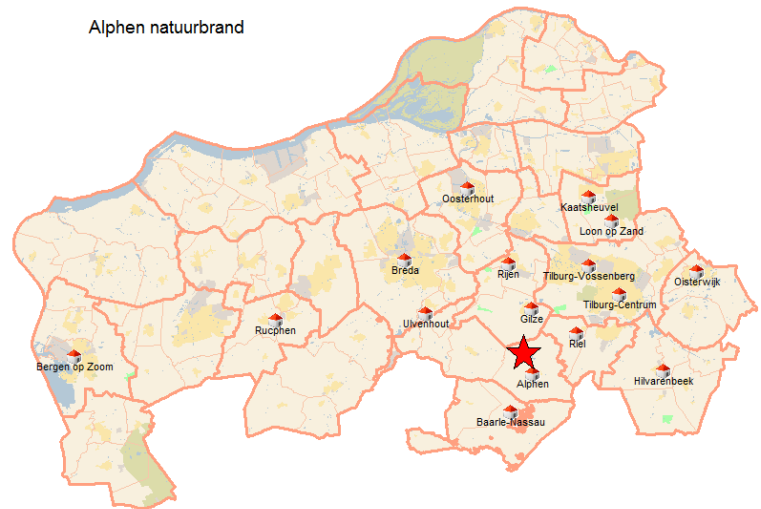 Alphen natuurbrand
Oosterhout
Kaatsheuvel
Loon op Zand
Breda
Rijen
Tilburg-Vossenberg
Oisterwijk
Tilburg-Centrum
Gilze
Ulvenhout
Rucphen
Riel
Bergen op Zoom
Alphen
Hilvarenbeek
Baarle-Nassau